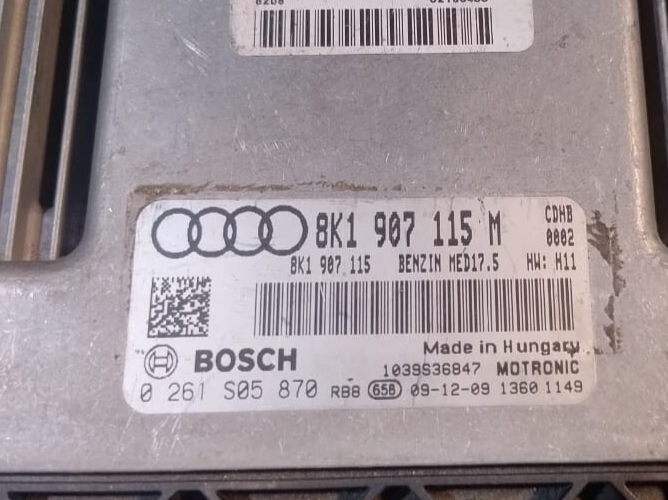 8K1 907 115 M
CDHB
0002
8K1 907 115 BENZIN MED17.5 HW: H11
Made in Hungary
BOSCH
1039S36847 MOTRONIC
0 261 S05 870 RB8 65B 09-12-09 1360 1149